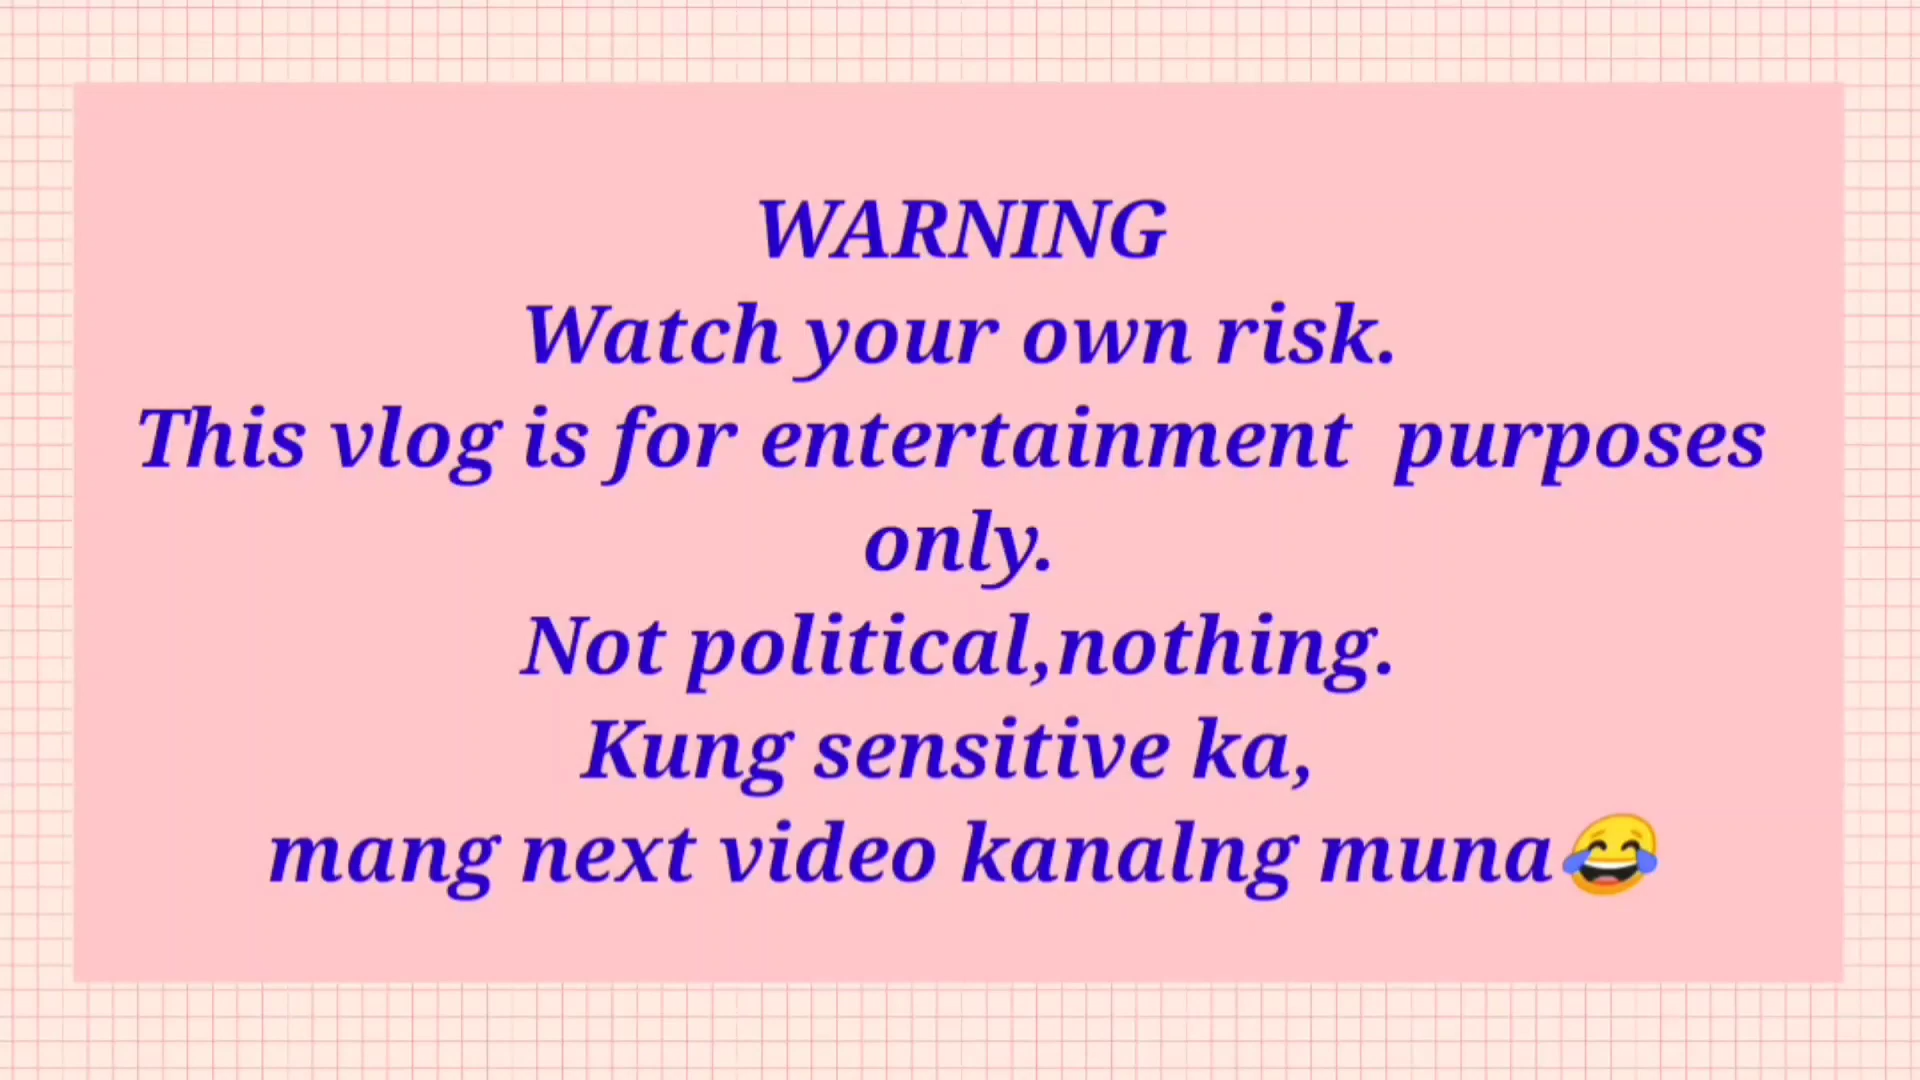 WARNING
Watch your own risk.
This vlog is for entertainment  purposes
only.
Not political,nothing.
Kung sensitive ka,
mang next video kanalng muna😂